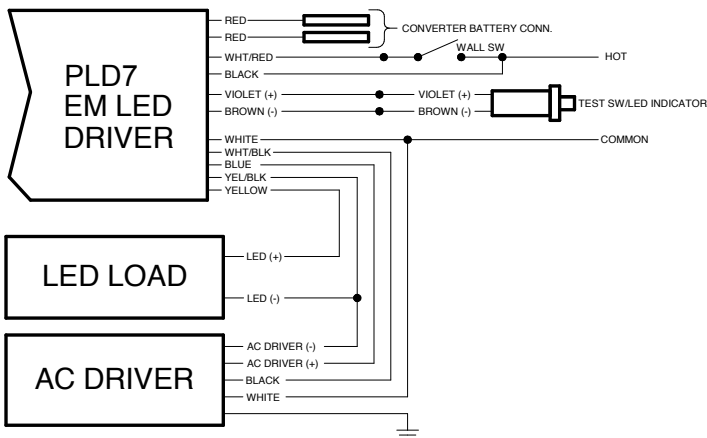 RED
RED
CONVERTER BATTERY CONN.
WHT/RED
WALL SW
HOT
BLACK
PLD7
EM LED
DRIVER
VIOLET (+)
VIOLET (+)
BROWN (-)
BROWN (-)
TEST SW/LED INDICATOR
WHITE
COMMON
WHT/BLK
BLUE
YEL/BLK
YELLOW
LED LOAD
LED (+)
LED (-)
AC DRIVER
AC DRIVER (-)
AC DRIVER (+)
BLACK
WHITE